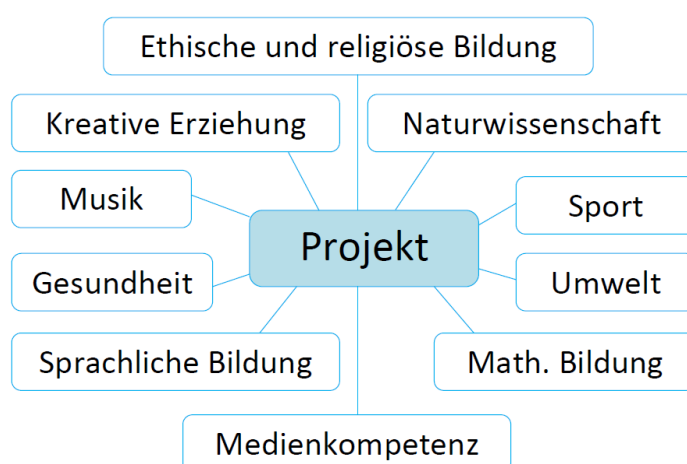 Ethische und religiöse Bildung
Kreative Erziehung
Naturwissenschaft
Musik
Sport
Projekt
Gesundheit
Umwelt
Sprachliche Bildung
Math. Bildung
Medienkompetenz